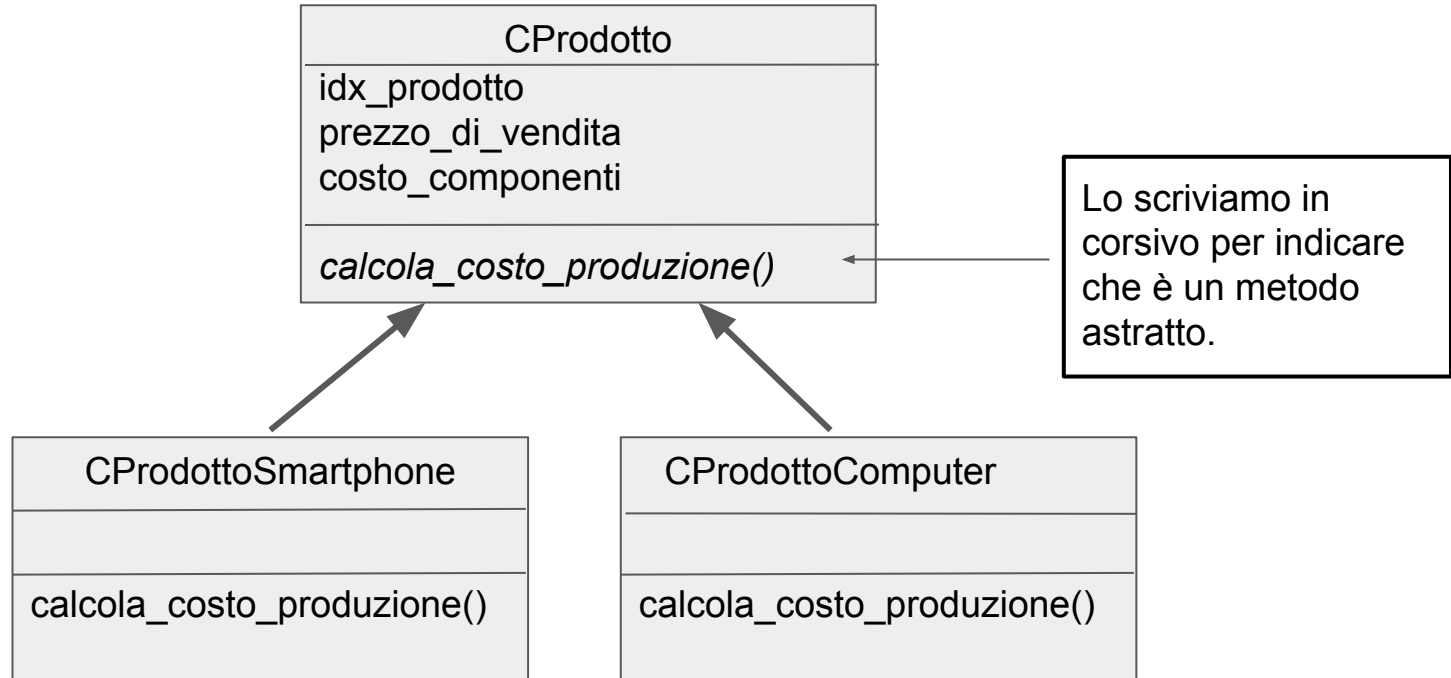 CProdotto
idx_prodotto
prezzo_di_vendita
costo_componenti
calcola_costo_produzione()
Lo scriviamo in
corsivo per indicare
che è un metodo
astratto.
CProdottoSmartphone
calcola_costo_produzione()
CProdottoComputer
calcola_costo_produzione()